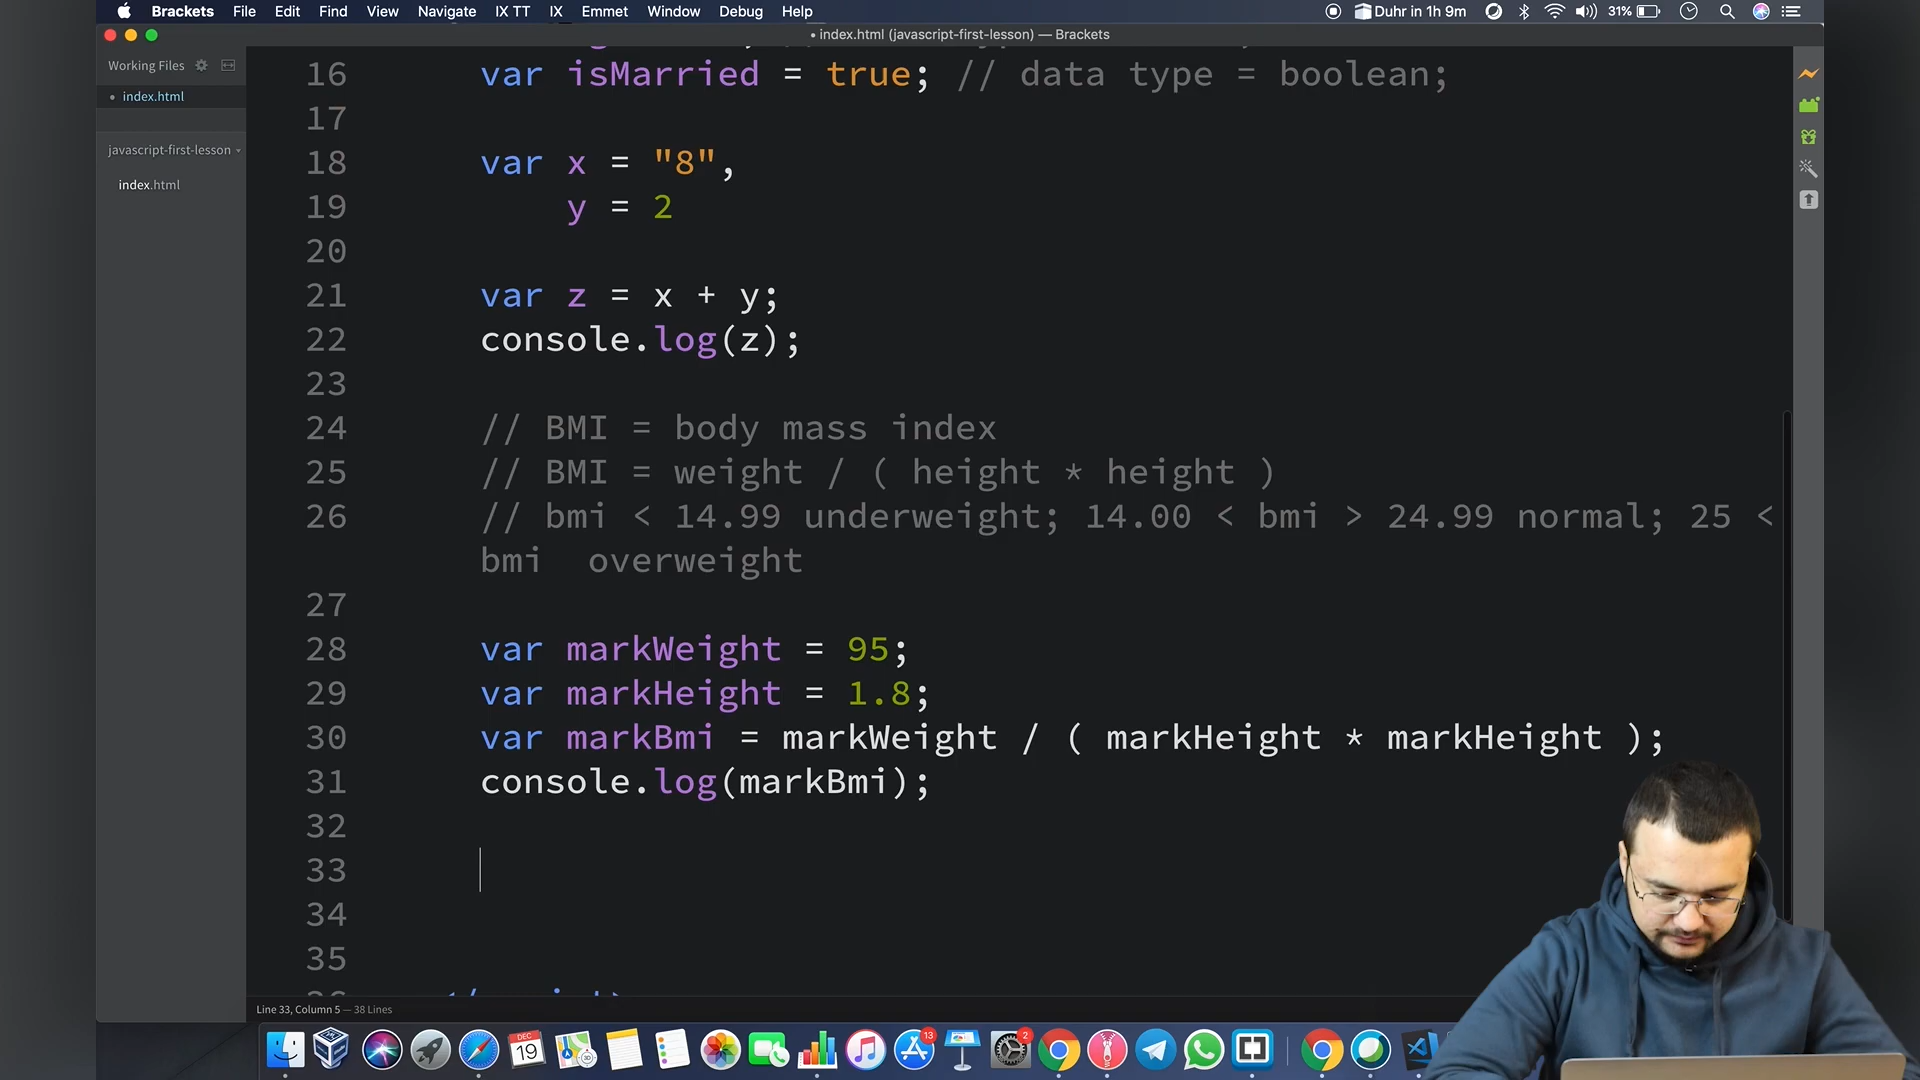 Brackets File Edit Find View Navigate IX TT IX Emmet Window Debug Help Duhr in 1h 9m 31%
• index.html (javascript-first-lesson) — Brackets
Working Files
• index.html
javascript-first-lesson
index.html
16 var isMarried = true; // data type = boolean;
17
18 var x = "8",
19 y = 2
20
21 var z = x + y;
22 console.log(z);
23
24 // BMI = body mass index
25 // BMI = weight / ( height * height )
26 // bmi < 14.99 underweight; 14.00 < bmi > 24.99 normal; 25 <
bmi  overweight
27
28 var markWeight = 95;
29 var markHeight = 1.8;
30 var markBmi = markWeight / ( markHeight * markHeight );
31 console.log(markBmi);
32
33
34
35
Line 33, Column 5 — 38 Lines
DEC
19
13
2